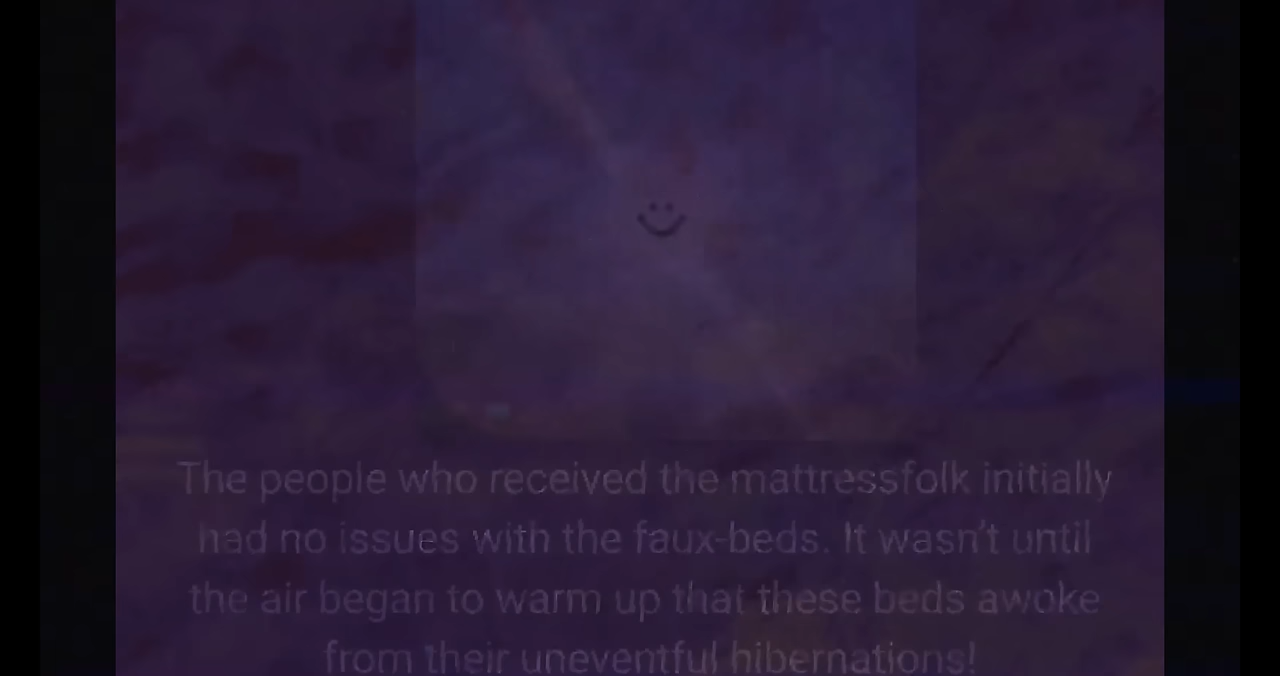 The people who received the mattressfolk initially
had no issues with the faux-beds. It wasn't until
the air began to warm up that these beds awoke
from their uneventful hibernations!